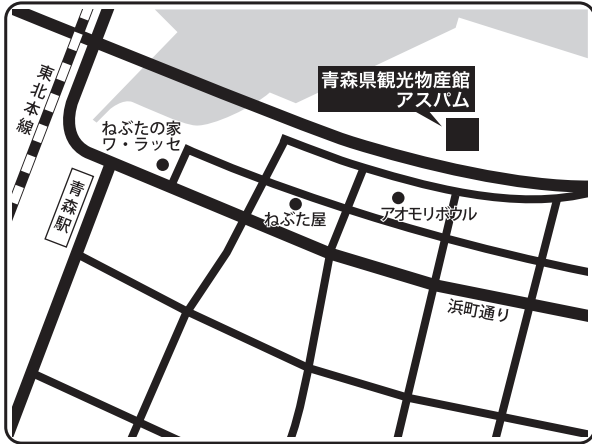 青森県観光物産館
アスパム
東北本線
ねぶたの家
ワ・ラッセ
青森駅
ねぶた屋
アオモリボウル
浜町通り